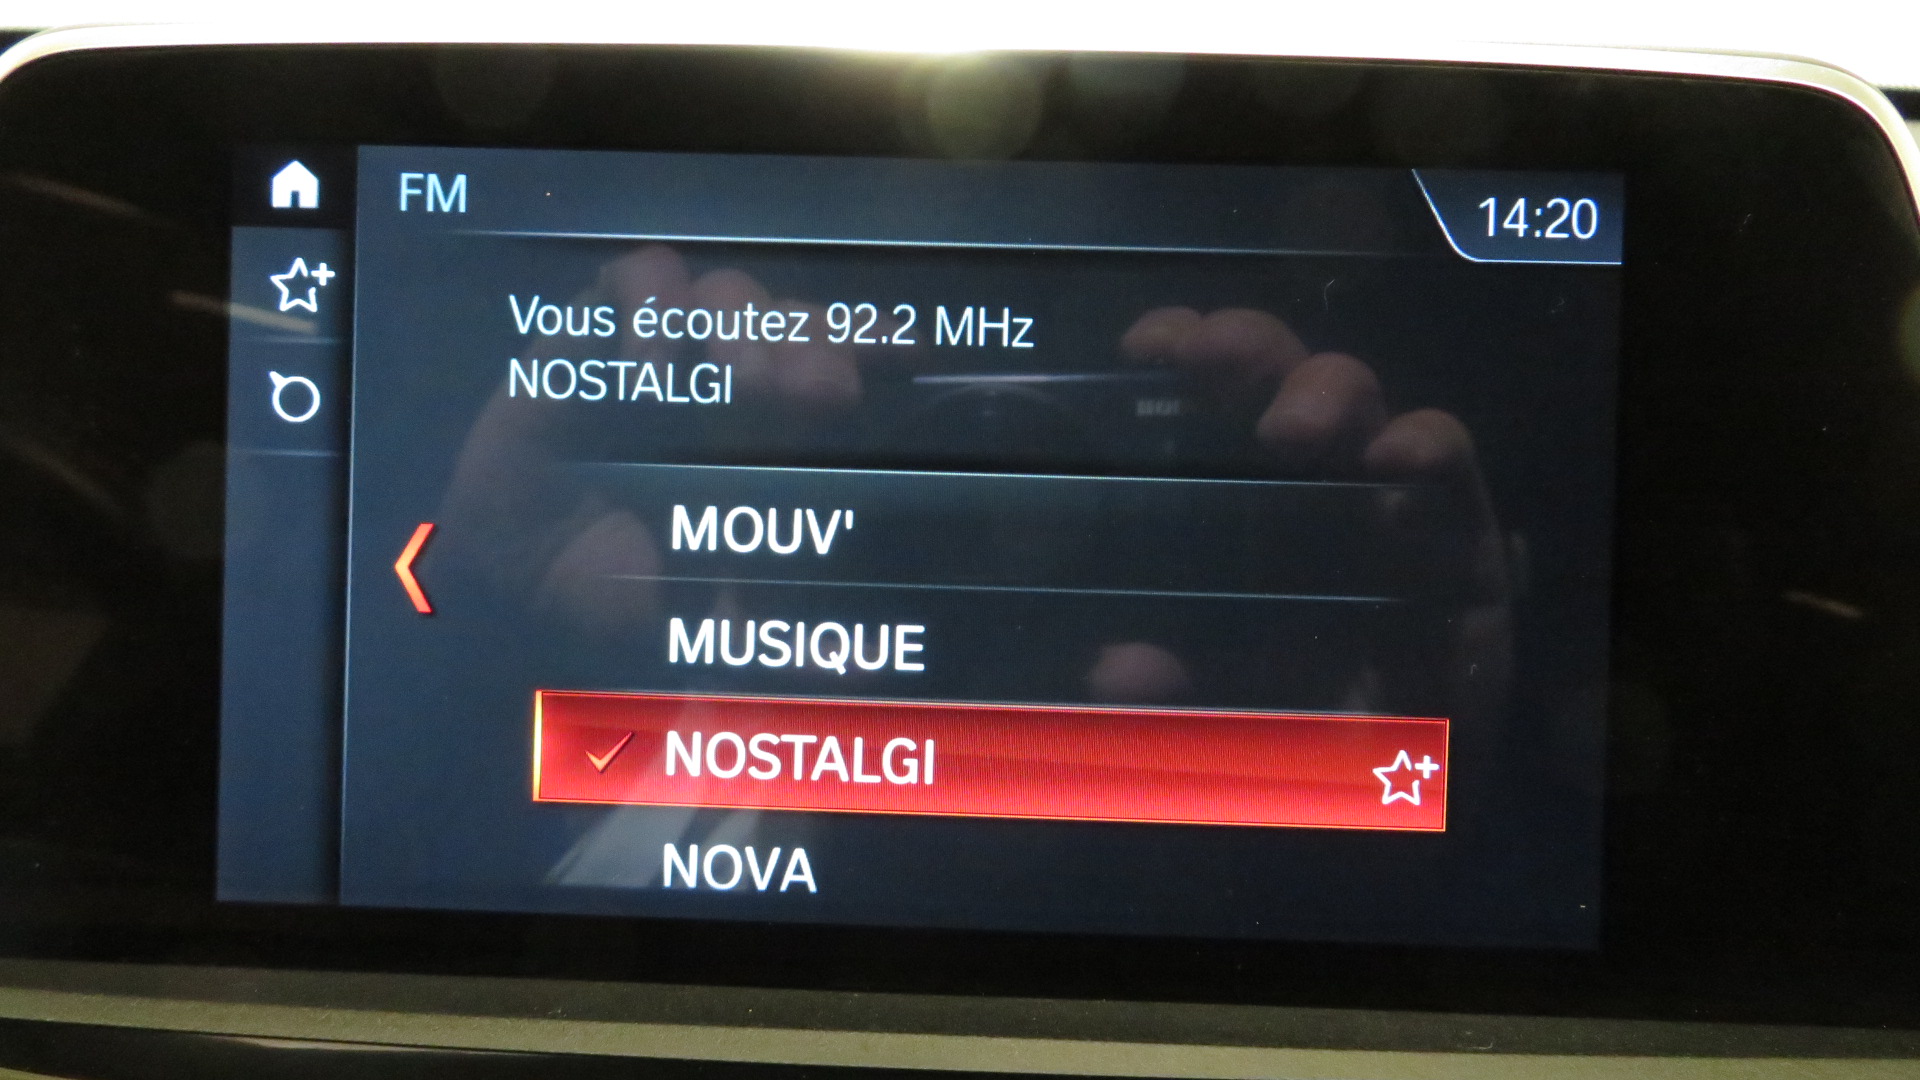 FM
14:20
Vous écoutez 92.2 MHz
NOSTALGI
MOUV'
MUSIQUE
NOSTALGI
NOVA